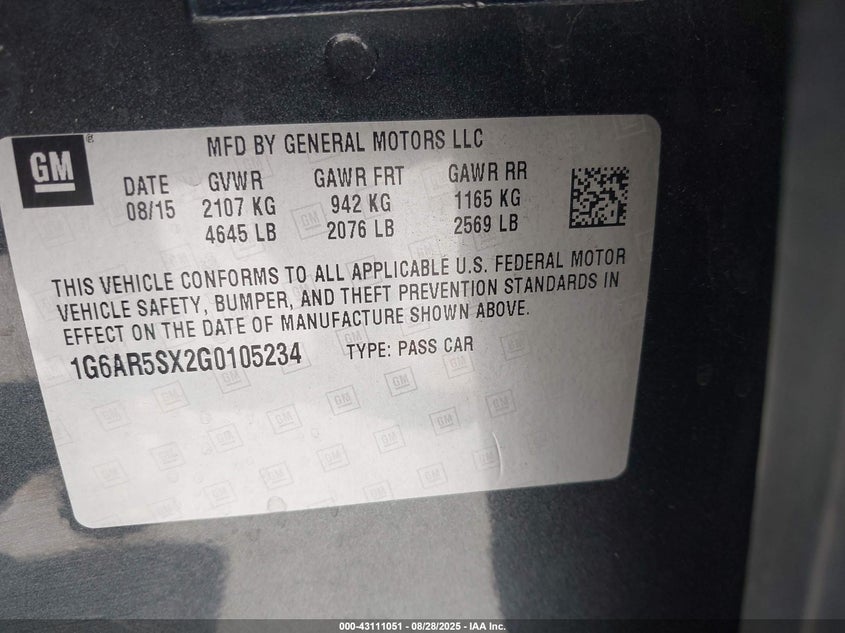 GM
MFD BY GENERAL MOTORS LLC
DATE GVWR GAWR FRT GAWR RR
08/15 2107 KG 942 KG 1165 KG
4645 LB 2076 LB 2569 LB
THIS VEHICLE CONFORMS TO ALL APPLICABLE U.S. FEDERAL MOTOR
VEHICLE SAFETY, BUMPER, AND THEFT PREVENTION STANDARDS IN
EFFECT ON THE DATE OF MANUFACTURE SHOWN ABOVE.
1G6AR5SX2G0105234 TYPE: PASS CAR
000-43111051 - 08/28/2025 - IAA Inc.